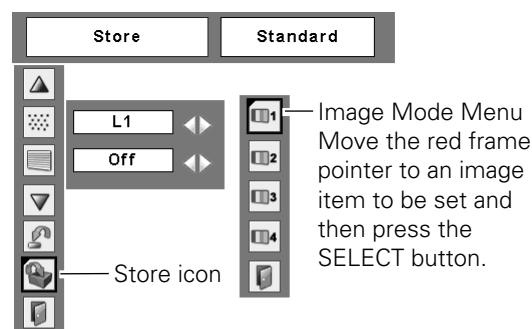 Store Standard
L1
Off
1
2
3
4
Image Mode Menu
Move the red frame
pointer to an image
item to be set and
then press the
SELECT button.
Store icon